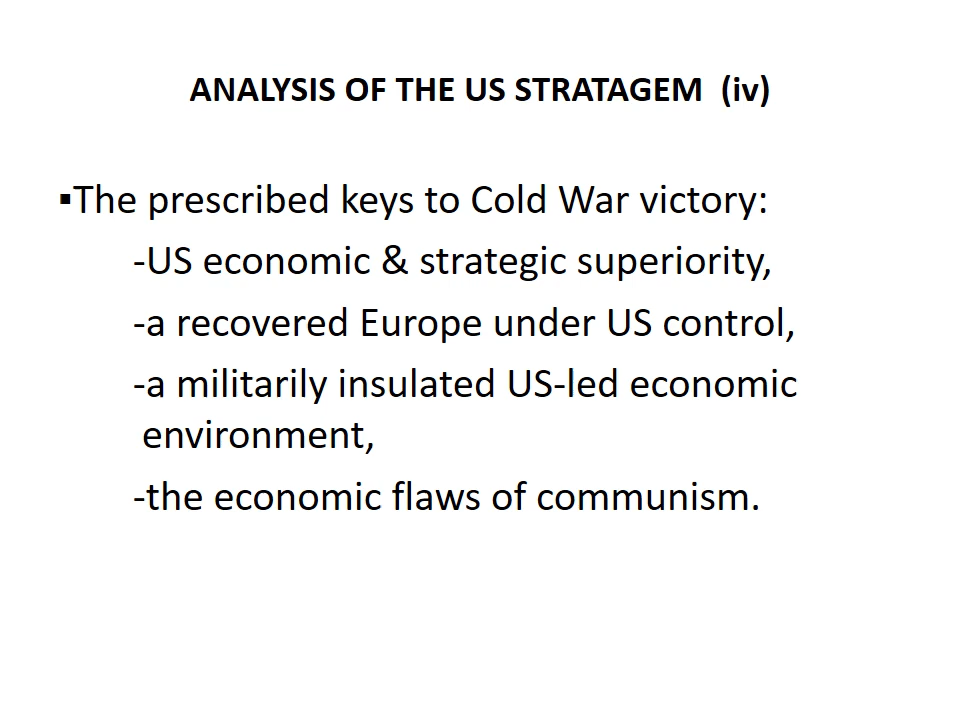 ANALYSIS OF THE US STRATAGEM (iv)
▪The prescribed keys to Cold War victory:
-US economic & strategic superiority,
-a recovered Europe under US control,
-a militarily insulated US-led economic
environment,
-the economic flaws of communism.